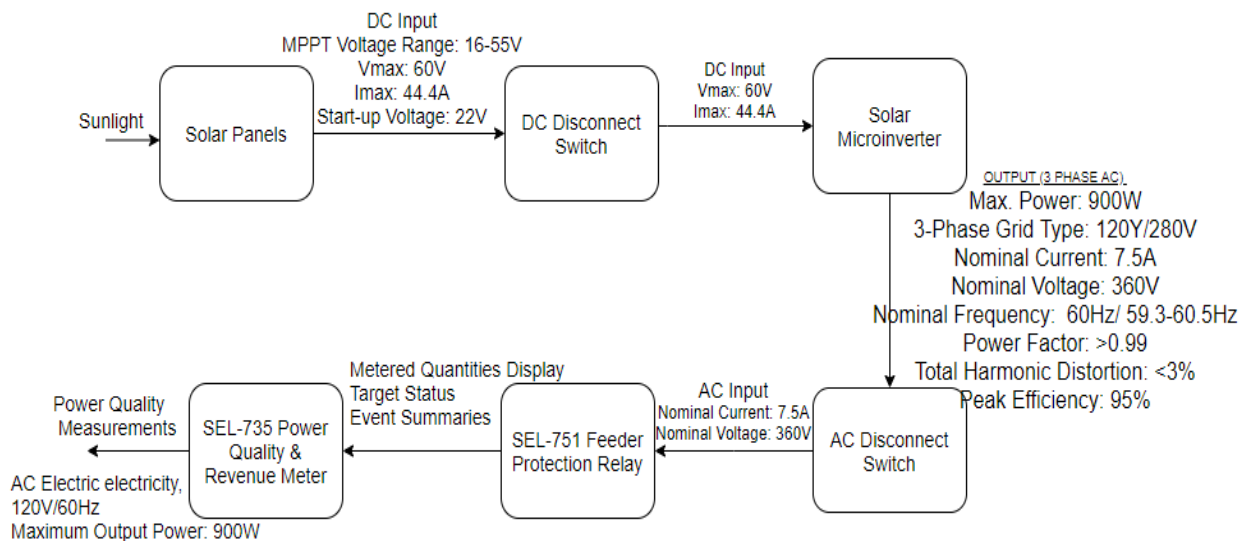 DC Input
MPPT Voltage Range: 16-55V
Vmax: 60V
Imax: 44.4A
Start-up Voltage: 22V
Sunlight
Solar Panels
DC Disconnect
Switch
DC Input
Vmax: 60V
Imax: 44.4A
Solar
Microinverter
OUTPUT (3 PHASE AC)
Max. Power: 900W
3-Phase Grid Type: 120Y/280V
Nominal Current: 7.5A
Nominal Voltage: 360V
Nominal Frequency:  60Hz/ 59.3-60.5Hz
Power Factor: >0.99
Total Harmonic Distortion: <3%
Peak Efficiency: 95%
AC Disconnect
Switch
AC Input
Nominal Current: 7.5A
Nominal Voltage: 360V
SEL-751 Feeder
Protection Relay
Metered Quantities Display
Target Status
Event Summaries
SEL-735 Power
Quality &
Revenue Meter
Power Quality
Measurements
AC Electric electricity,
120V/60Hz
Maximum Output Power: 900W